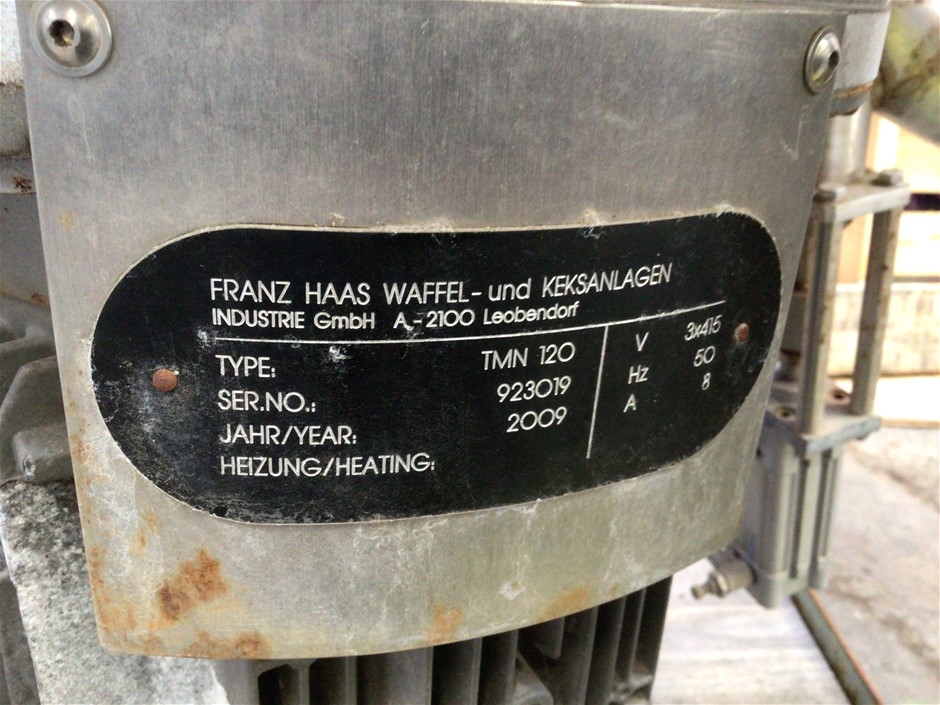 FRANZ HAAS WAFFEL - und KEKSANLAGEN
INDUSTRIE GmbH A - 2100 Leobendorf
TYPE: TMN 120 V 3x415
SER.NO.: 923019 Hz 50
JAHR/YEAR: 2009 A 8
HEIZUNG/HEATING: